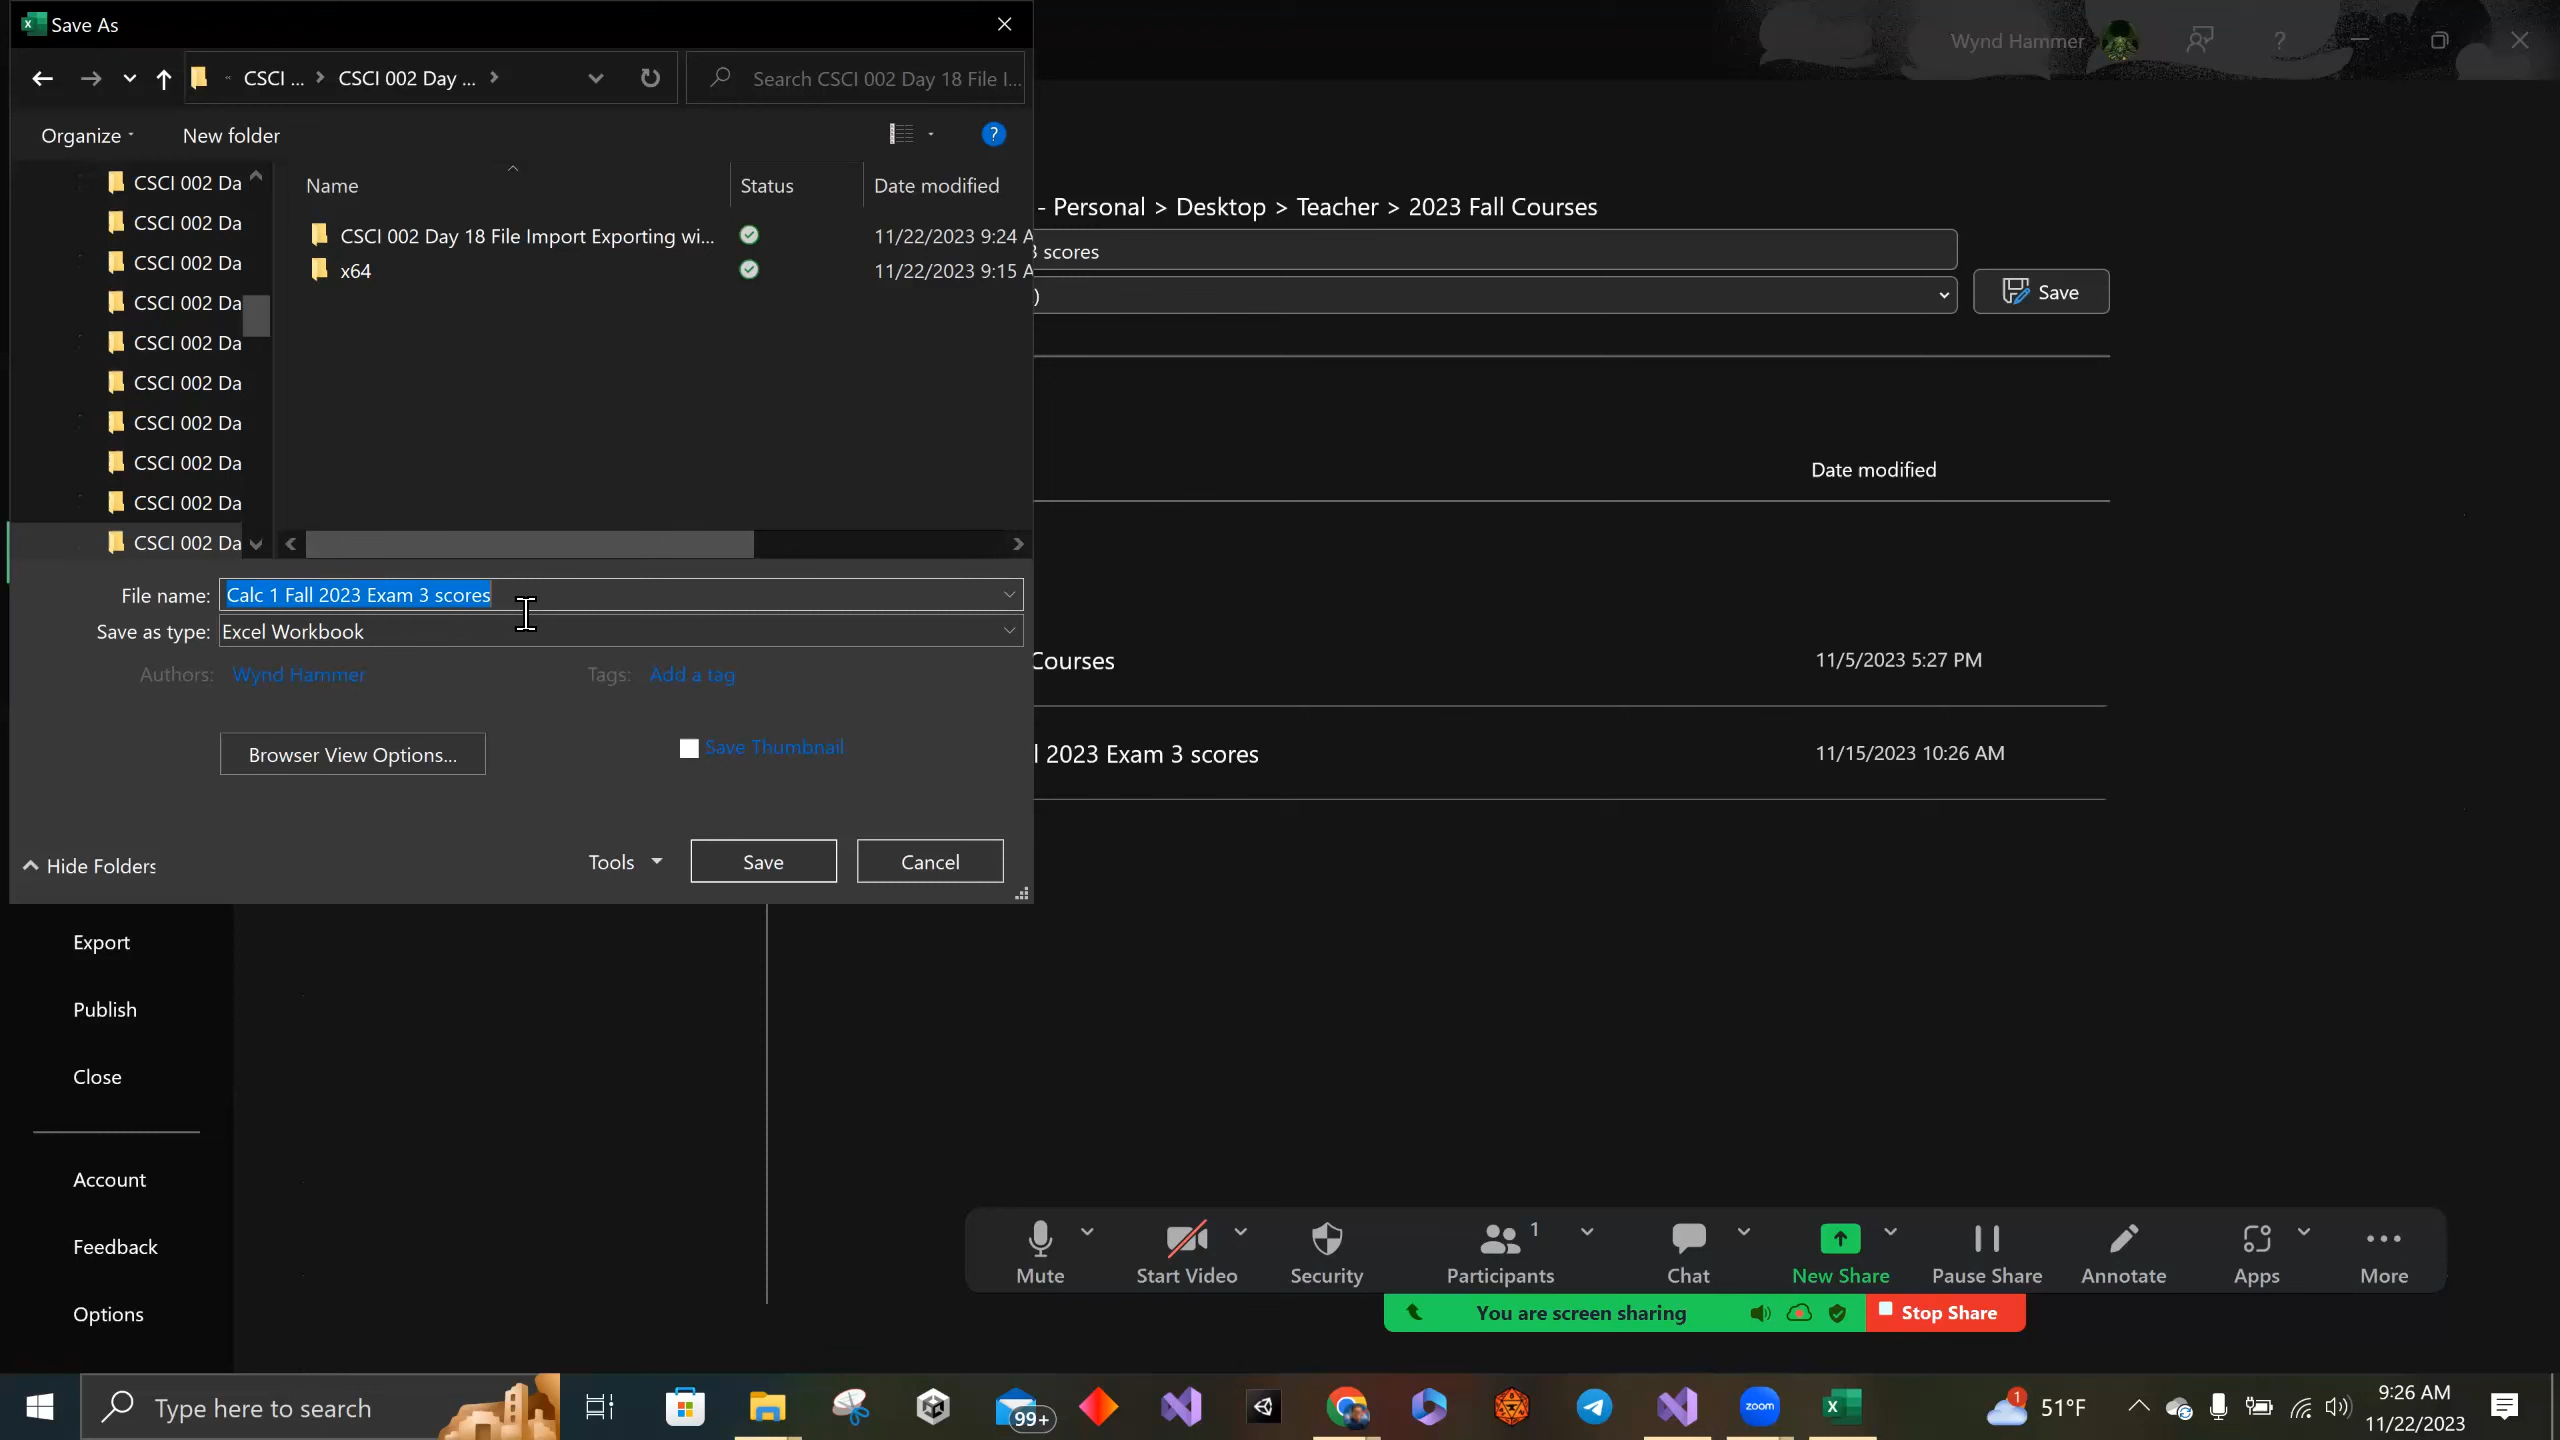 Save As
Wynd Hammer
CSCI ... > CSCI 002 Day ... >
Search CSCI 002 Day 18 File I...
Organize
New folder
Name
Status
Date modified
CSCI 002 Da
CSCI 002 Da
CSCI 002 Da
CSCI 002 Da
CSCI 002 Da
CSCI 002 Da
CSCI 002 Da
CSCI 002 Da
CSCI 002 Da
CSCI 002 Da
CSCI 002 Day 18 File Import Exporting wi...
11/22/2023 9:24 A
x64
11/22/2023 9:15 A
- Personal > Desktop > Teacher > 2023 Fall Courses
3 scores
)
Save
Date modified
File name:
Calc 1 Fall 2023 Exam 3 scores
Save as type:
Excel Workbook
Authors:
Wynd Hammer
Tags:
Add a tag
Courses
11/5/2023 5:27 PM
Browser View Options...
Save Thumbnail
l 2023 Exam 3 scores
11/15/2023 10:26 AM
Hide Folders
Tools
Save
Cancel
Export
Publish
Close
Account
Feedback
Options
Mute
Start Video
Security
1
Participants
Chat
New Share
Pause Share
Annotate
Apps
More
You are screen sharing
Stop Share
Type here to search
99+
zoom
1
51°F
9:26 AM
11/22/2023